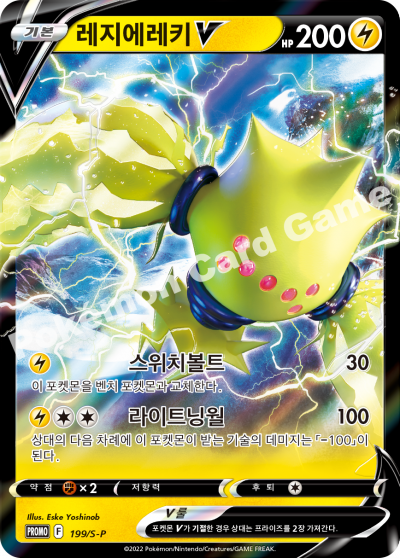 기본 레지에레키 V HP 200
Pokémon Card Game
스위치볼트 30
이 포켓몬을 벤치 포켓몬과 교체한다.
라이트닝월 100
상대의 다음 차례에 이 포켓몬이 받는 기술의 데미지는 「-100」이
된다.
약점 ×2 저항력 후퇴
Illus. Eske Yoshinob
V 룰
PROMO F 199/S-P
포켓몬 V가 기절한 경우 상대는 프라이즈를 2장 가져간다.
©2022 Pokémon/Nintendo/Creatures/GAME FREAK.